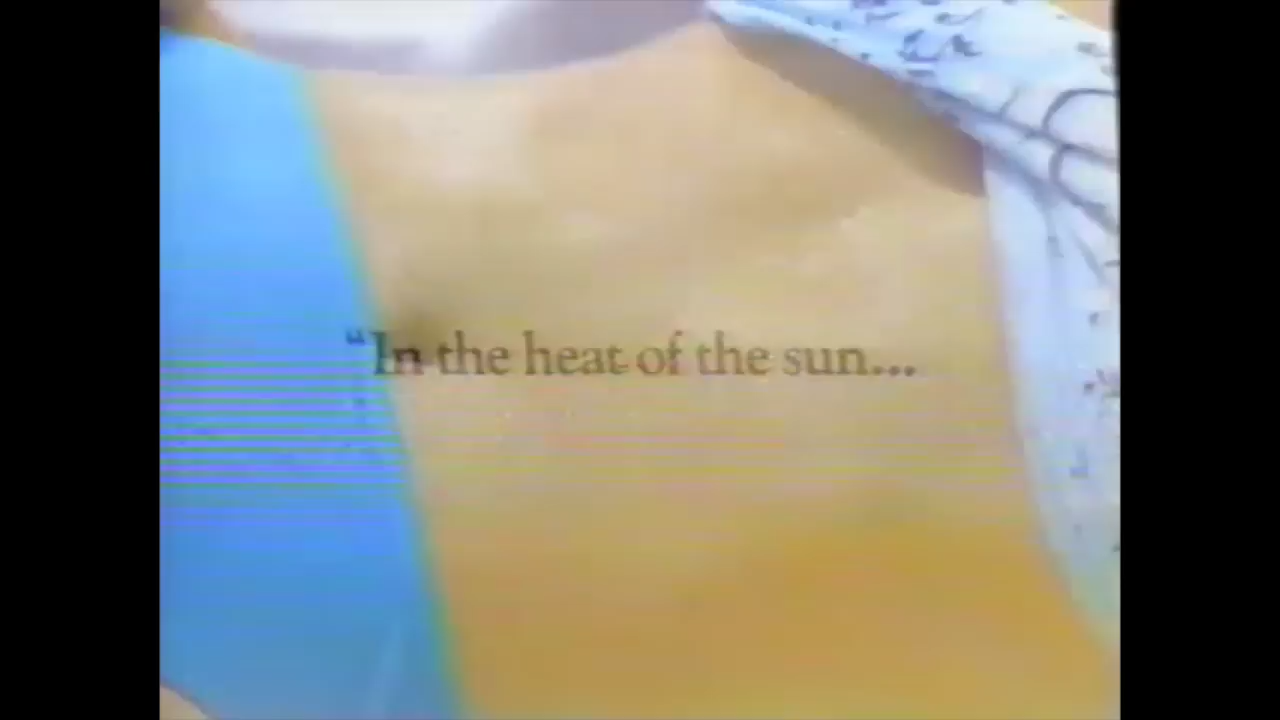 “In the heat of the sun...